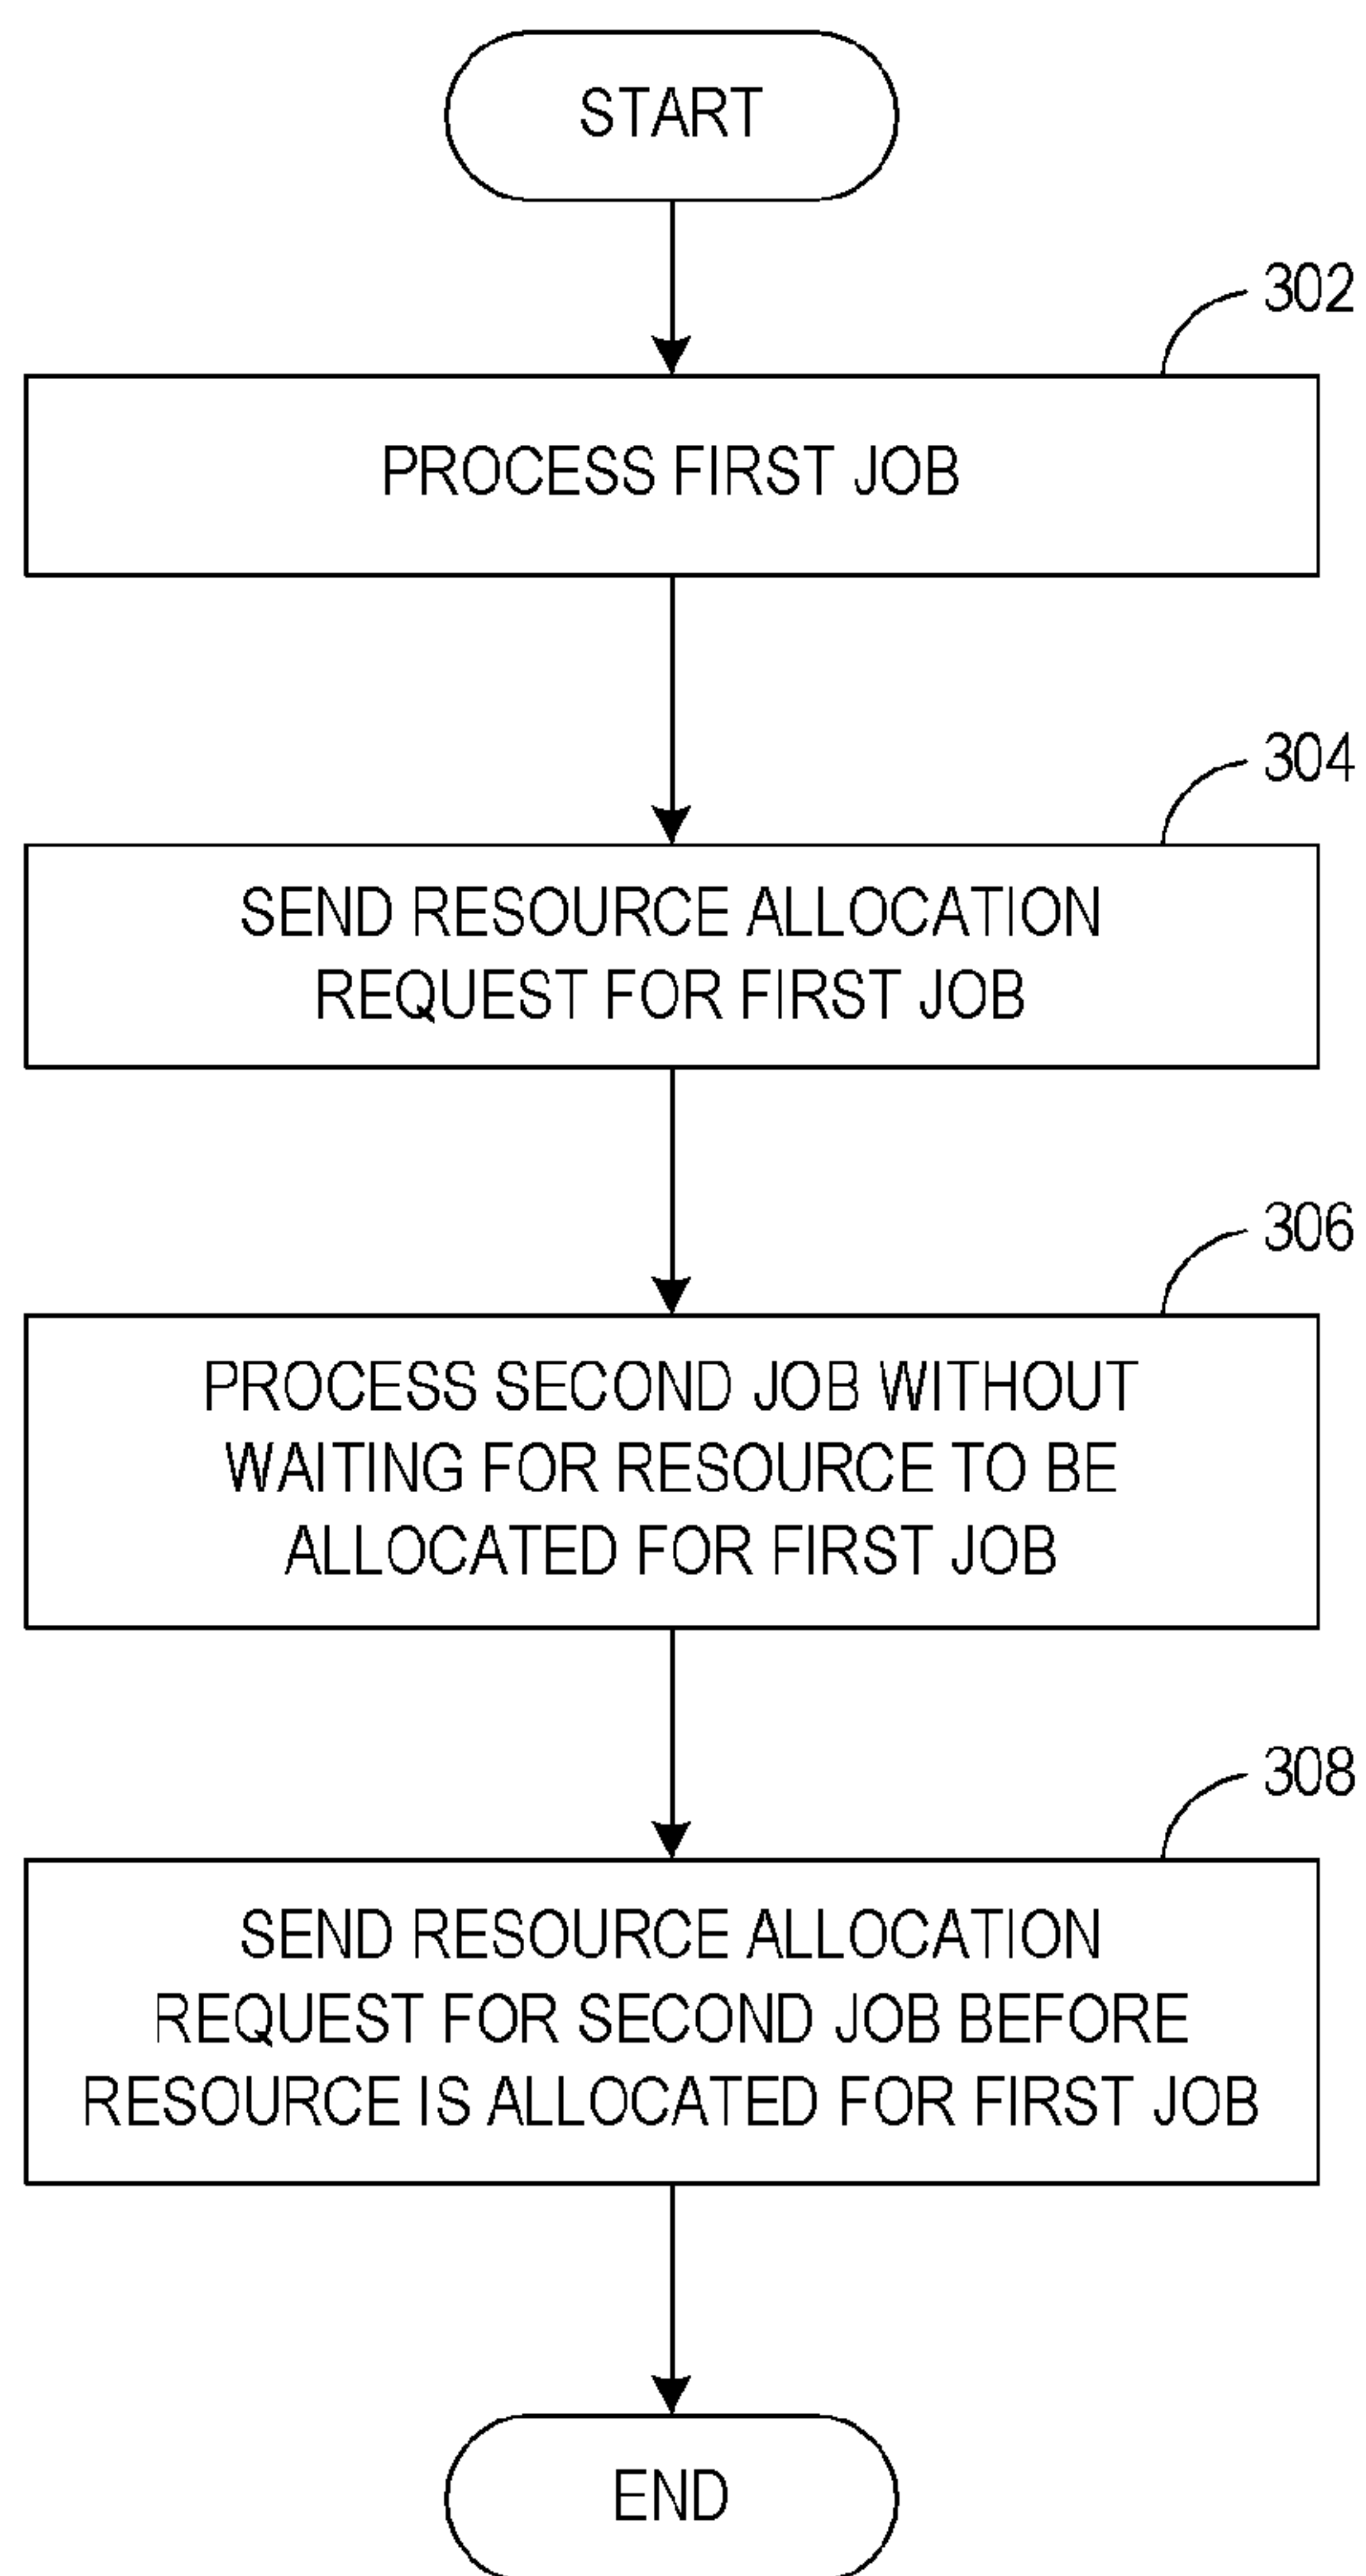 START
302
PROCESS FIRST JOB
304
SEND RESOURCE ALLOCATION
REQUEST FOR FIRST JOB
306
PROCESS SECOND JOB WITHOUT
WAITING FOR RESOURCE TO BE
ALLOCATED FOR FIRST JOB
308
SEND RESOURCE ALLOCATION
REQUEST FOR SECOND JOB BEFORE
RESOURCE IS ALLOCATED FOR FIRST JOB
END